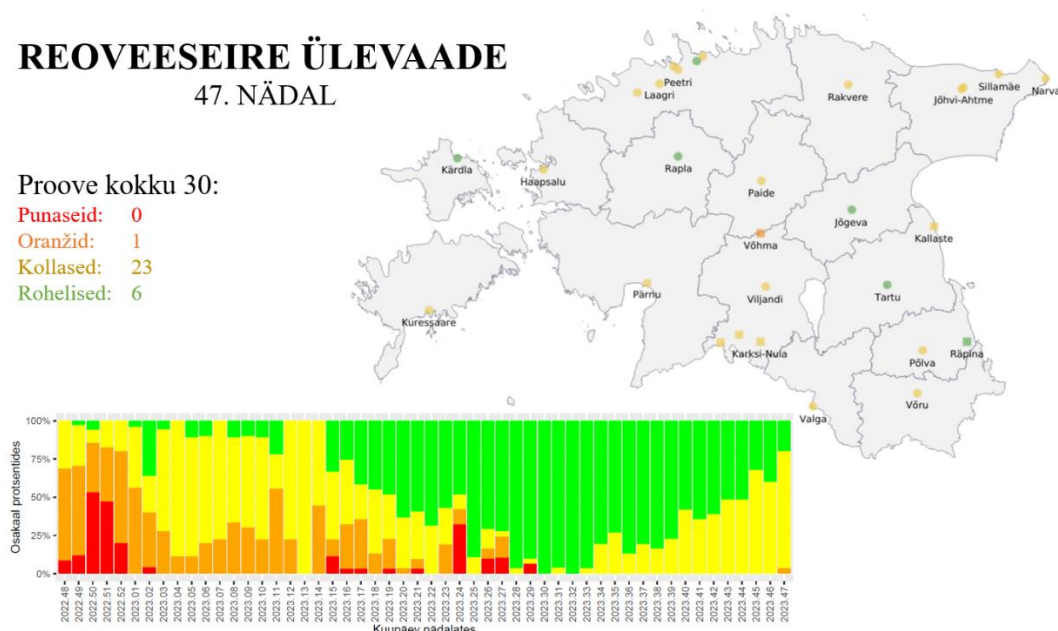 REOVEESEIRE ÜLEVAADE
47. NÄDAL
Proove kokku 30:
Punaseid: 0
Oranžid: 1
Kollased: 23
Rohelised: 6
Peetri
Laagri
Rakvere
Sillamäe
Narva
Jõhvi-Ahtme
Kärdla
Haapsalu
Rapla
Paide
Jõgeva
Kallaste
Võhma
Pärnu
Viljandi
Tartu
Kuressaare
Karksi-Nuia
Põlva
Räpina
Valga
Võru
Osakaal protsentides
100%
75%
50%
25%
0%
2022.48
2022.49
2022.50
2022.51
2022.52
2023.01
2023.02
2023.03
2023.04
2023.05
2023.06
2023.07
2023.08
2023.09
2023.10
2023.11
2023.12
2023.13
2023.14
2023.15
2023.16
2023.17
2023.18
2023.19
2023.20
2023.21
2023.22
2023.23
2023.24
2023.25
2023.26
2023.27
2023.28
2023.29
2023.30
2023.31
2023.32
2023.33
2023.34
2023.35
2023.36
2023.37
2023.38
2023.39
2023.40
2023.41
2023.42
2023.43
2023.44
2023.45
2023.46
2023.47
Kuupäev nädalates